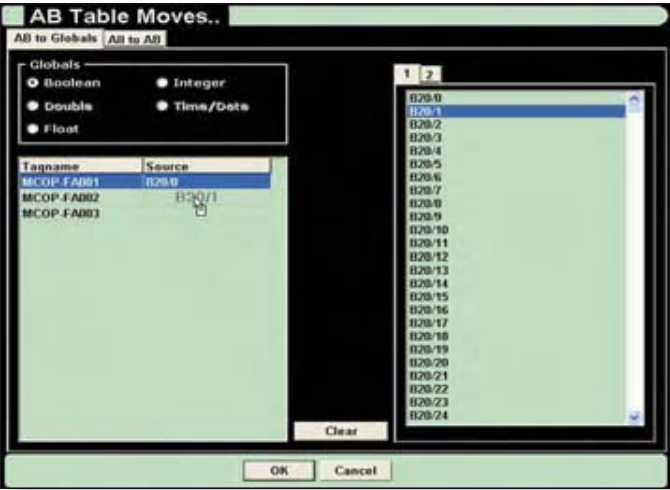 AB Table Moves..
AB to Globals All to AB
Globals
Boolean Integer
Double Time/Date
Float
Tagname Source
MCOP-FA001 B20/0
MCOP-FA002 B20/1
MCOP-FA003
1 2
B20/0
B20/1
B20/2
B20/3
B20/4
B20/5
B20/6
B20/7
B20/8
B20/9
B20/10
B20/11
B20/12
B20/13
B20/14
B20/15
B20/16
B20/17
B20/18
B20/19
B20/20
B20/21
B20/22
B20/23
B20/24
Clear
OK Cancel